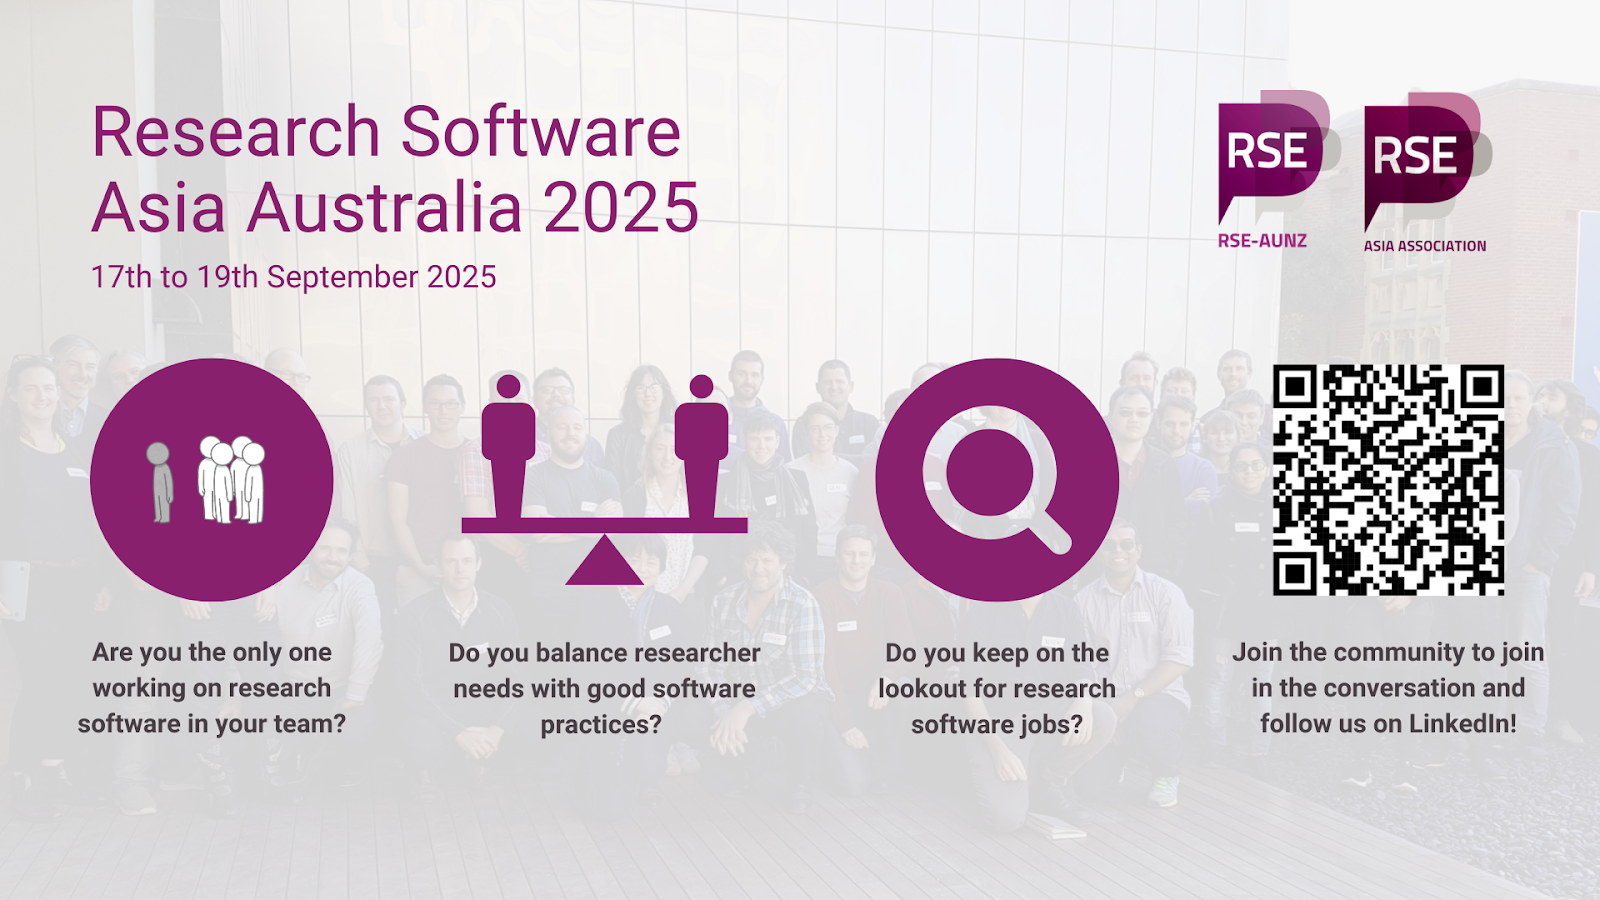 Research Software
Asia Australia 2025
17th to 19th September 2025
RSE
RSE-AUNZ
RSE
ASIA ASSOCIATION
Are you the only one
working on research
software in your team?
Do you balance researcher
needs with good software
practices?
Do you keep on the
lookout for research
software jobs?
Join the community to join
in the conversation and
follow us on LinkedIn!